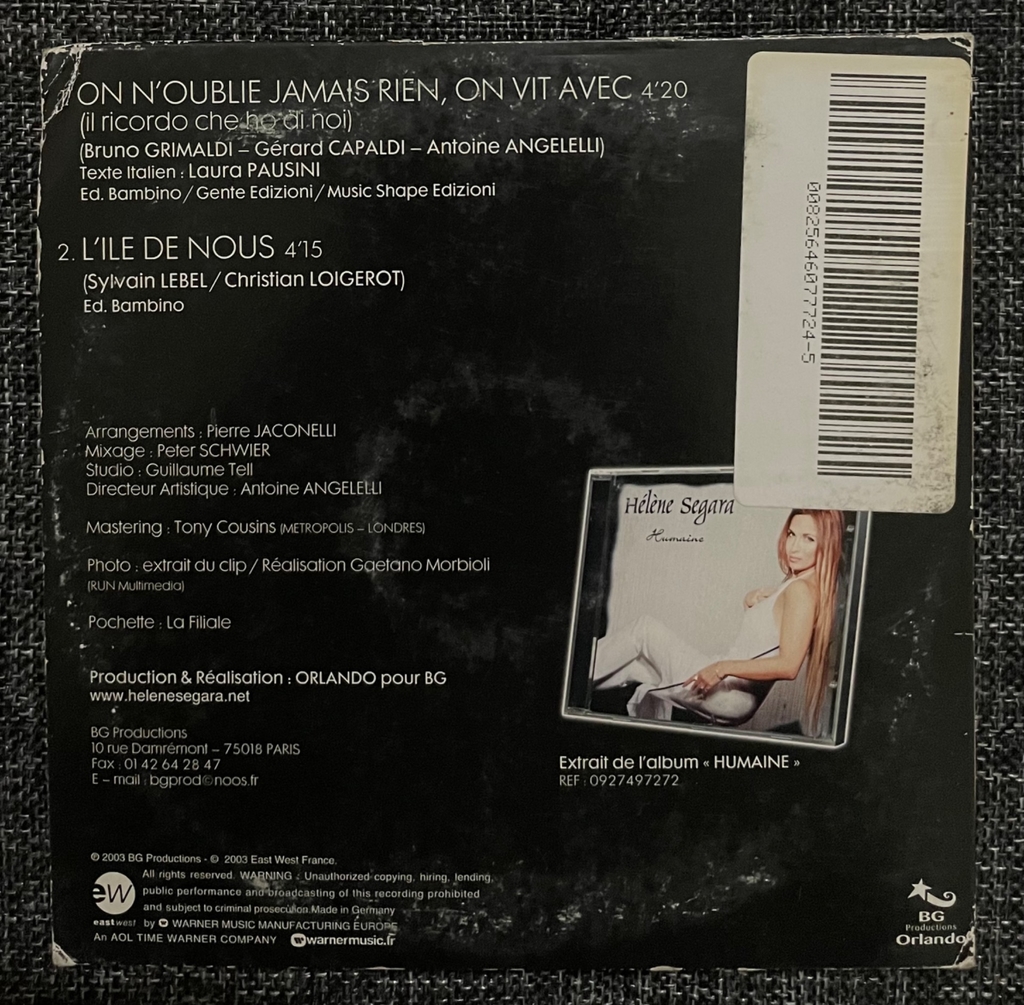 ON N'OUBLIE JAMAIS RIEN, ON VIT AVEC 4'20
(il ricordo che ho di noi)
(Bruno GRIMALDI – Gérard CAPALDI – Antoine ANGELELLI)
Texte Italien : Laura PAUSINI
Ed. Bambino / Gente Edizioni / Music Shape Edizioni
2. L'ILE DE NOUS 4'15
(Sylvain LEBEL / Christian LOIGEROT)
Ed. Bambino
0082564607724-5
Arrangements : Pierre JACONELLI
Mixage : Peter SCHWIER
Studio : Guillaume Tell
Directeur Artistique : Antoine ANGELELLI
Mastering : Tony Cousins (METROPOLIS – LONDRES)
Photo : extrait du clip / Réalisation Gaetano Morbioli
(RUN Multimedia)
Pochette : La Filiale
Production & Réalisation : ORLANDO pour BG
www.helenesegara.net
BG Productions
10 rue Damrémont – 75018 PARIS
Fax : 01 42 64 28 47
E – mail : bgprod@noos.fr
Hélène Segara
Humaine
Extrait de l'album « HUMAINE »
REF : 0927497272
℗ 2003 BG Productions - © 2003 East West France.
All rights reserved. WARNING : Unauthorized copying, hiring, lending,
public performance and broadcasting of this recording prohibited
and subject to criminal prosecution. Made in Germany
ew
eastwest by WARNER MUSIC MANUFACTURING EUROPE
An AOL TIME WARNER COMPANY warnermusic.fr
BG
Productions
Orlando